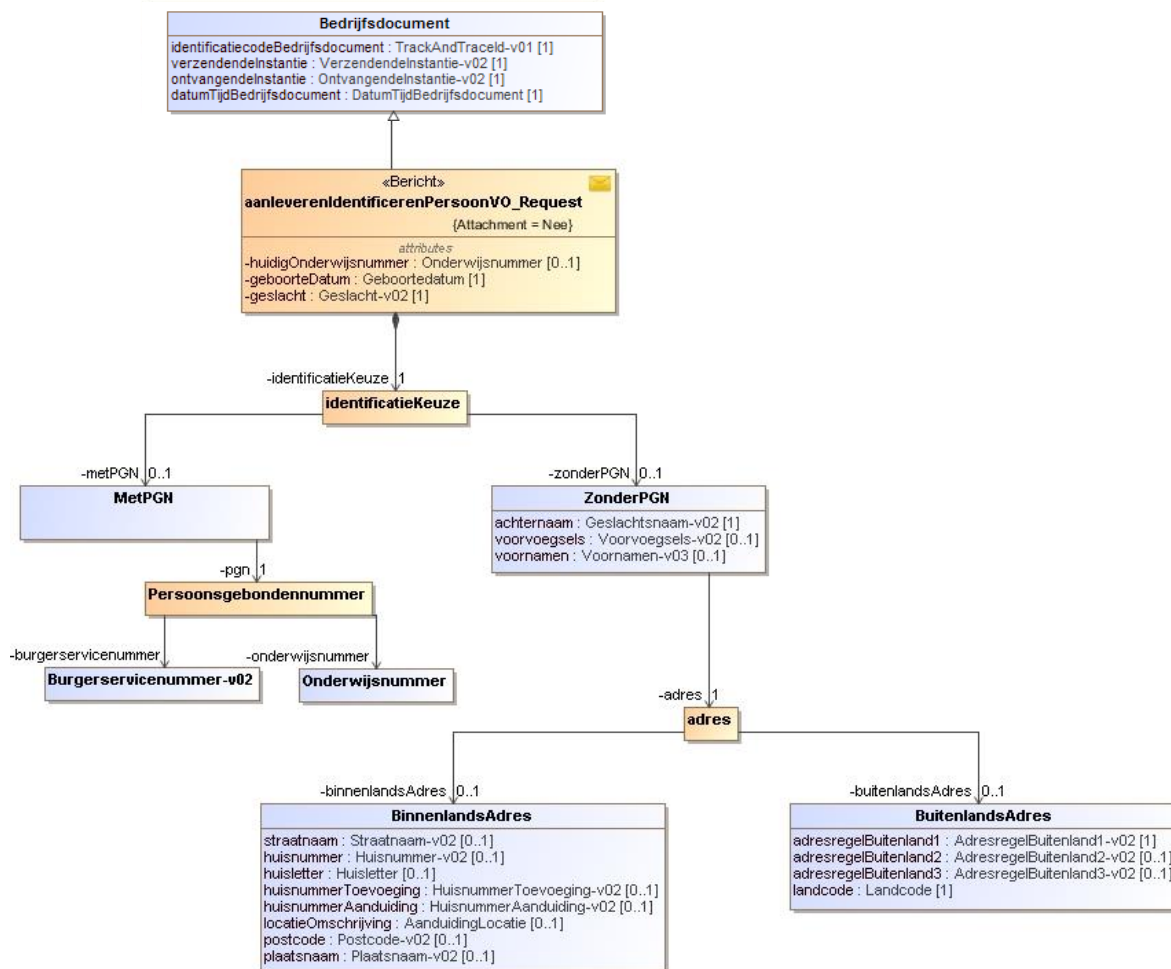 Bedrijfsdocument
identificatiecodeBedrijfsdocument : TrackAndTraceId-v01 [1]
verzendendeInstantie : VerzendendeInstantie-v02 [1]
ontvangendeInstantie : OntvangendeInstantie-v02 [1]
datumTijdBedrijfsdocument : DatumTijdBedrijfsdocument [1]
«Bericht»
aanleverenIdentificerenPersoonVO_Request
{Attachment = Nee}
attributes
-huidigOnderwijsnummer : Onderwijsnummer [0..1]
-geboorteDatum : Geboortedatum [1]
-geslacht : Geslacht-v02 [1]
-identificatieKeuze 1
identificatieKeuze
-metPGN 0..1
-zonderPGN 0..1
MetPGN
ZonderPGN
achternaam : Geslachtsnaam-v02 [1]
voorvoegsels : Voorvoegsels-v02 [0..1]
voornamen : Voornamen-v03 [0..1]
-pgn 1
Persoonsgebondennummer
-burgerservicenummer
-onderwijsnummer
Burgerservicenummer-v02
Onderwijsnummer
-adres 1
adres
-binnenlandsAdres 0..1
-buitenlandsAdres 0..1
BinnenlandsAdres
straatnaam : Straatnaam-v02 [0..1]
huisnummer : Huisnummer-v02 [0..1]
huisletter : Huisletter [0..1]
huisnummerToevoeging : HuisnummerToevoeging-v02 [0..1]
huisnummerAanduiding : HuisnummerAanduiding-v02 [0..1]
locatieOmschrijving : AanduidingLocatie [0..1]
postcode : Postcode-v02 [0..1]
plaatsnaam : Plaatsnaam-v02 [0..1]
BuitenlandsAdres
adresregelBuitenland1 : AdresregelBuitenland1-v02 [1]
adresregelBuitenland2 : AdresregelBuitenland2-v02 [0..1]
adresregelBuitenland3 : AdresregelBuitenland3-v02 [0..1]
landcode : Landcode [1]